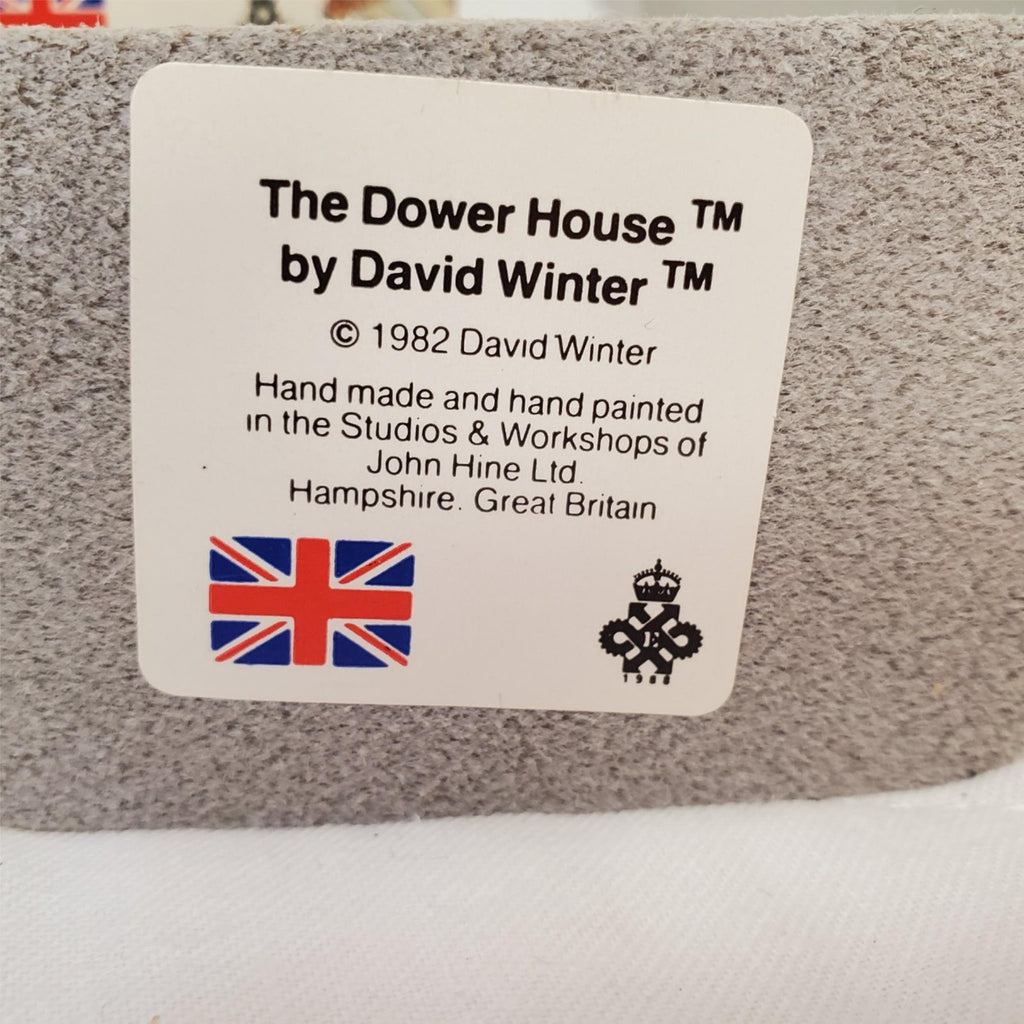 The Dower House ™
by David Winter ™
© 1982 David Winter
Hand made and hand painted
in the Studios & Workshops of
John Hine Ltd.
Hampshire. Great Britain
1988